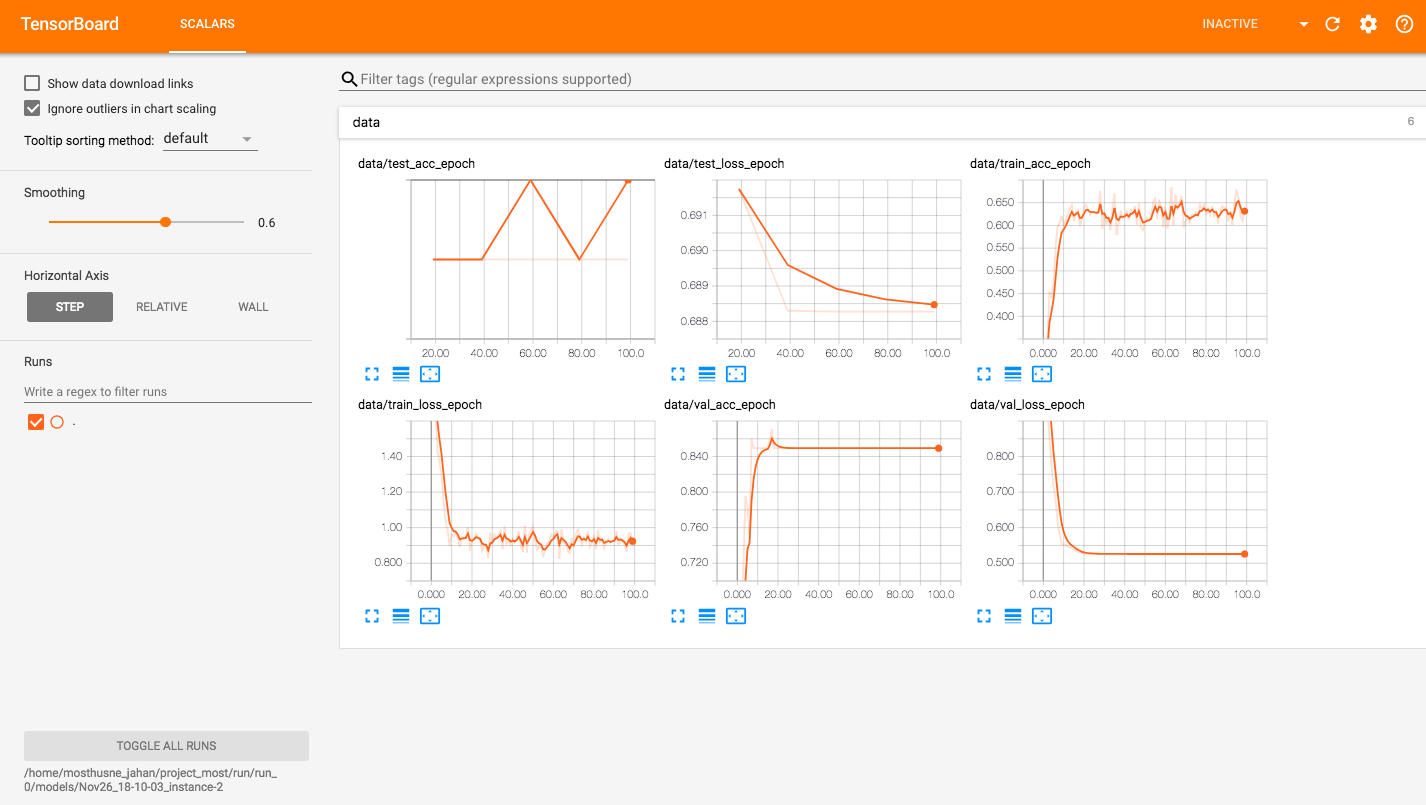 TensorBoard
SCALARS
INACTIVE
Show data download links
Ignore outliers in chart scaling
Tooltip sorting method: default
Smoothing
0.6
Horizontal Axis
STEP RELATIVE WALL
Runs
Write a regex to filter runs
.
TOGGLE ALL RUNS
/home/mosthusne_jahan/project_most/run/run_
0/models/Nov26_18-10-03_instance-2
Filter tags (regular expressions supported)
data 6
data/test_acc_epoch
20.00 40.00 60.00 80.00 100.0
data/test_loss_epoch
0.691
0.690
0.689
0.688
20.00 40.00 60.00 80.00 100.0
data/train_acc_epoch
0.650
0.600
0.550
0.500
0.450
0.400
0.000 20.00 40.00 60.00 80.00 100.0
data/train_loss_epoch
1.40
1.20
1.00
0.800
0.000 20.00 40.00 60.00 80.00 100.0
data/val_acc_epoch
0.840
0.800
0.760
0.720
0.000 20.00 40.00 60.00 80.00 100.0
data/val_loss_epoch
0.800
0.700
0.600
0.500
0.000 20.00 40.00 60.00 80.00 100.0